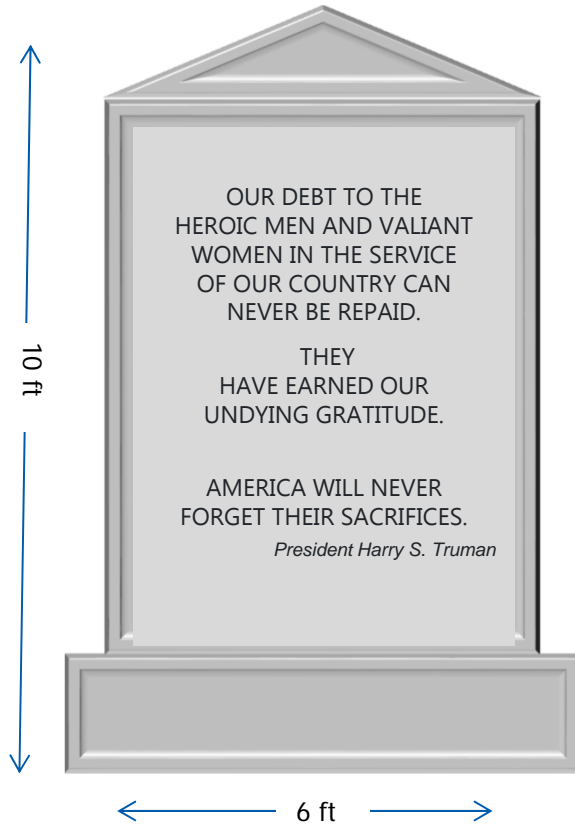 OUR DEBT TO THE
HEROIC MEN AND VALIANT
WOMEN IN THE SERVICE
OF OUR COUNTRY CAN
NEVER BE REPAID.
THEY
HAVE EARNED OUR
UNDYING GRATITUDE.
AMERICA WILL NEVER
FORGET THEIR SACRIFICES.
President Harry S. Truman
10 ft
6 ft